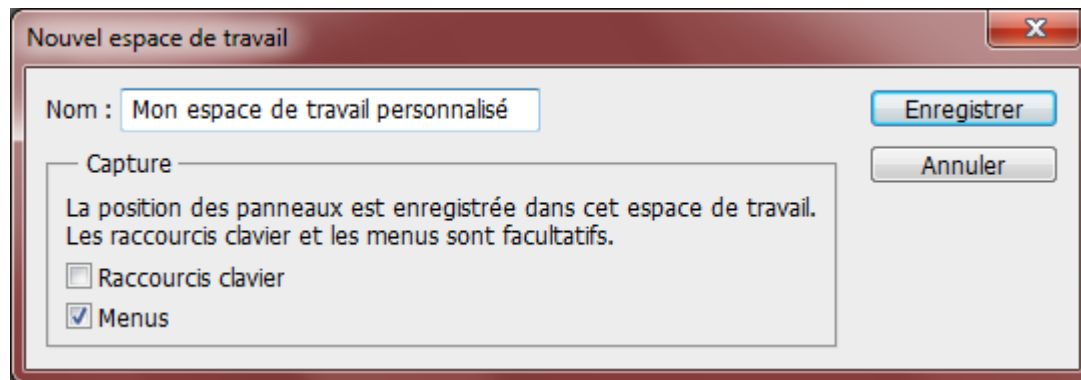 Nouvel espace de travail
Nom : Mon espace de travail personnalisé
Enregistrer
Capture
Annuler
La position des panneaux est enregistrée dans cet espace de travail.
Les raccourcis clavier et les menus sont facultatifs.
Raccourcis clavier
Menus